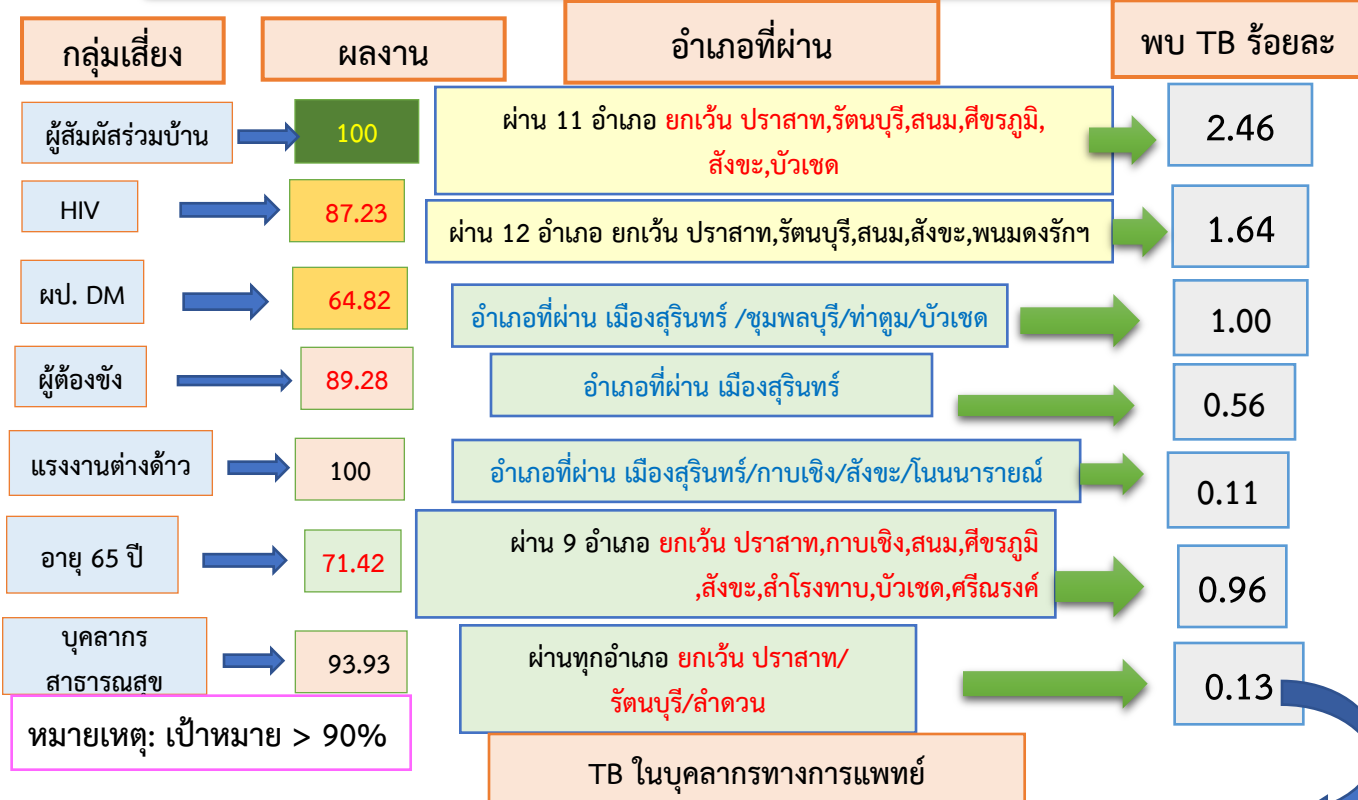 กลุ่มเสี่ยง
ผลงาน
อำเภอที่ผ่าน
พบ TB ร้อยละ
ผู้สัมผัสร่วมบ้าน
100
ผ่าน 11 อำเภอ ยกเว้น ปราสาท,รัตนบุรี,สนม,ศีขรภูมิ,
สังขะ,บัวเชด
2.46
HIV
87.23
ผ่าน 12 อำเภอ ยกเว้น ปราสาท,รัตนบุรี,สนม,สังขะ,พนมดงรักฯ
1.64
ผป. DM
64.82
อำเภอที่ผ่าน เมืองสุรินทร์ /ชุมพลบุรี/ท่าตูม/บัวเชด
1.00
ผู้ต้องขัง
89.28
อำเภอที่ผ่าน เมืองสุรินทร์
0.56
แรงงานต่างด้าว
100
อำเภอที่ผ่าน เมืองสุรินทร์/กาบเชิง/สังขะ/โนนนารายณ์
0.11
อายุ 65 ปี
71.42
ผ่าน 9 อำเภอ ยกเว้น ปราสาท,กาบเชิง,สนม,ศีขรภูมิ
,สังขะ,สำโรงทาบ,บัวเชด,ศรีณรงค์
0.96
บุคลากร
สาธารณสุข
93.93
ผ่านทุกอำเภอ ยกเว้น ปราสาท/
รัตนบุรี/ลำดวน
0.13
หมายเหตุ: เป้าหมาย > 90%
TB ในบุคลากรทางการแพทย์